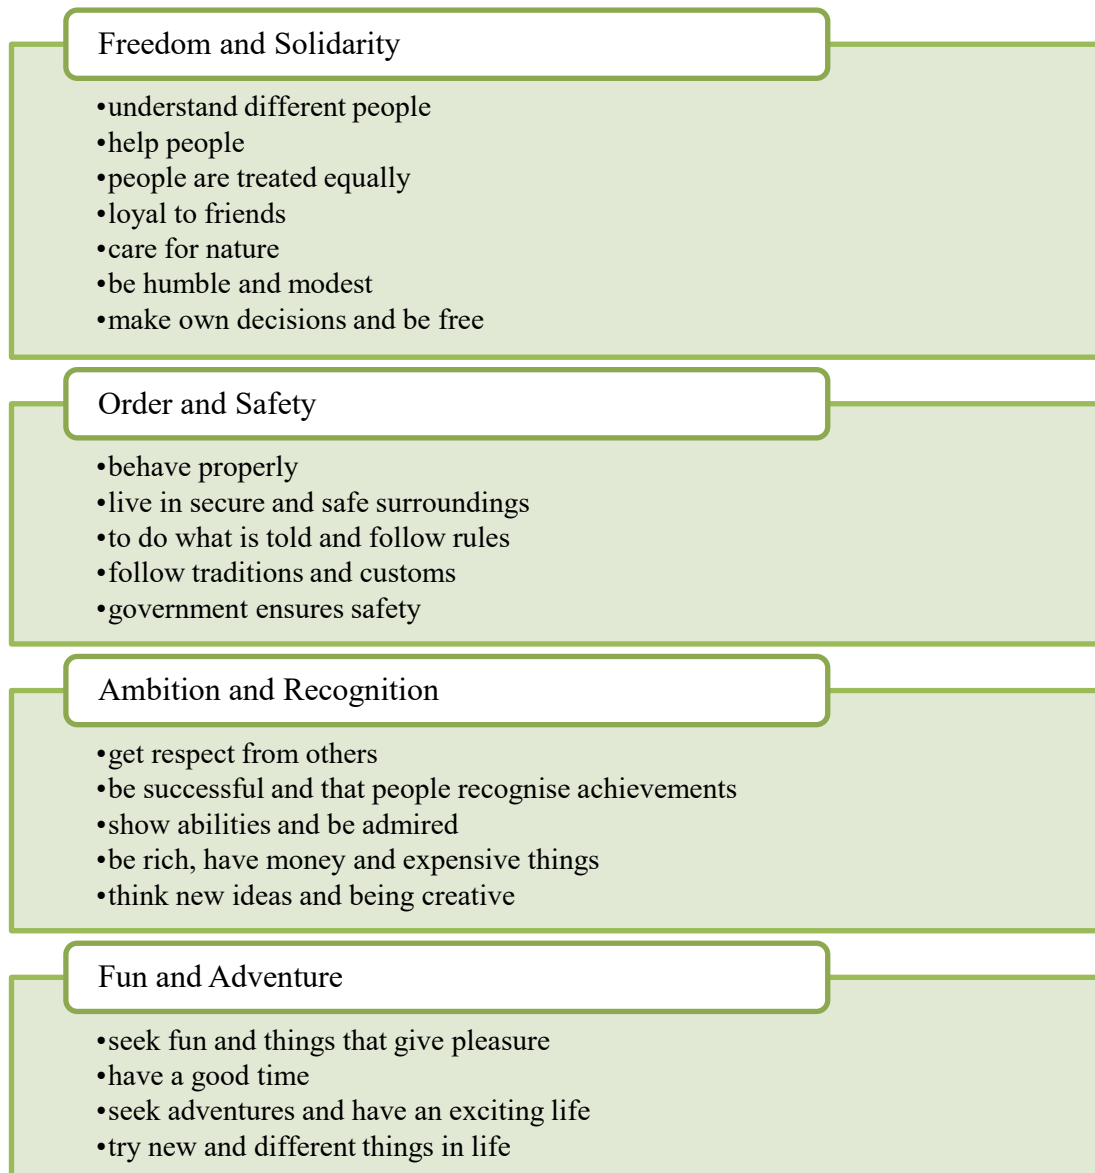 Freedom and Solidarity
•understand different people
•help people
•people are treated equally
•loyal to friends
•care for nature
•be humble and modest
•make own decisions and be free
Order and Safety
•behave properly
•live in secure and safe surroundings
•to do what is told and follow rules
•follow traditions and customs
•government ensures safety
Ambition and Recognition
•get respect from others
•be successful and that people recognise achievements
•show abilities and be admired
•be rich, have money and expensive things
•think new ideas and being creative
Fun and Adventure
•seek fun and things that give pleasure
•have a good time
•seek adventures and have an exciting life
•try new and different things in life